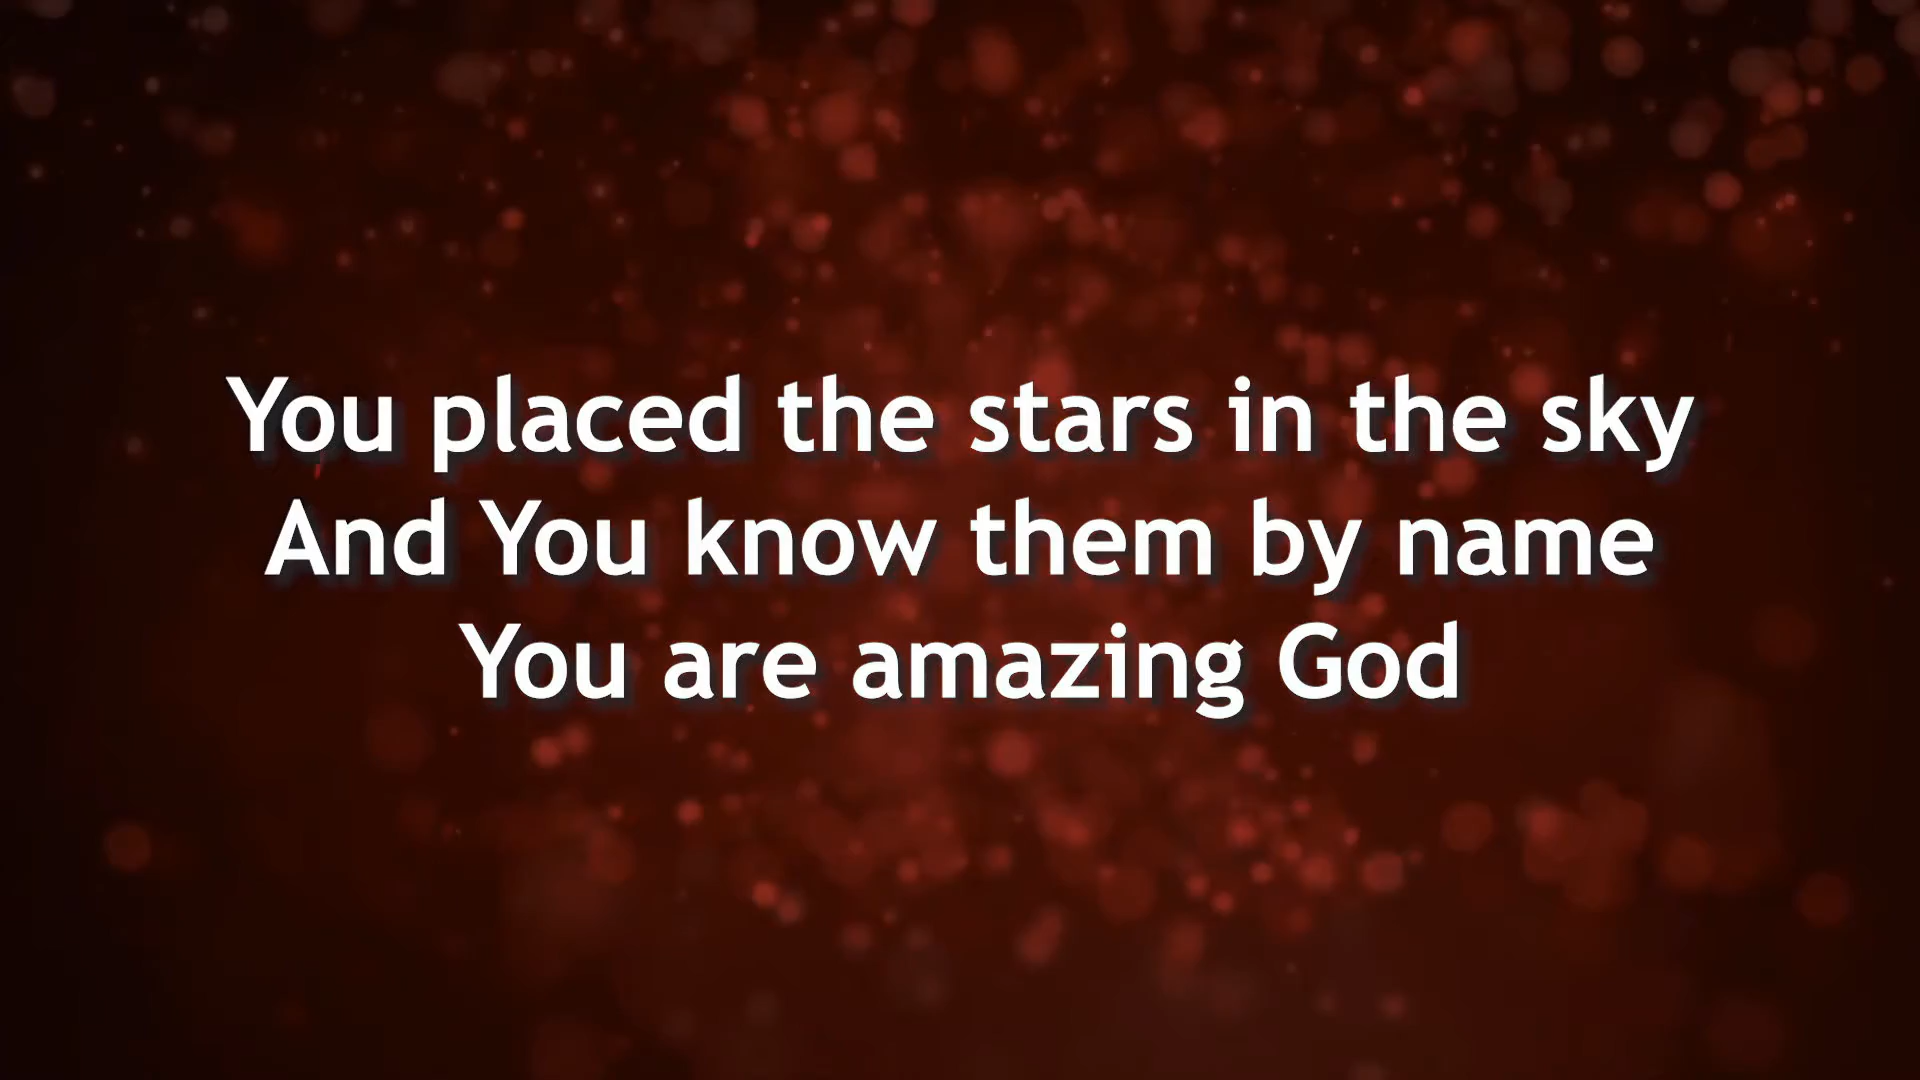 You placed the stars in the sky
And You know them by name
You are amazing God